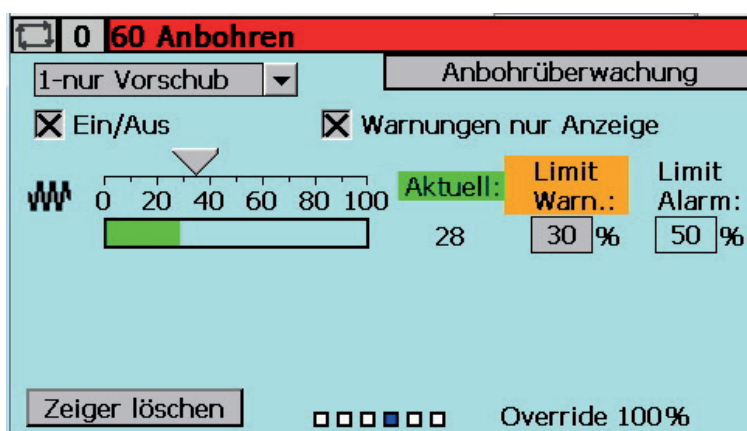 0 60 Anbohren
1-nur Vorschub
Anbohrüberwachung
Ein/Aus
Warnungen nur Anzeige
0 20 40 60 80 100
Aktuell:
Limit Warn.:
Limit Alarm:
28 30 % 50 %
Zeiger löschen
Override 100%